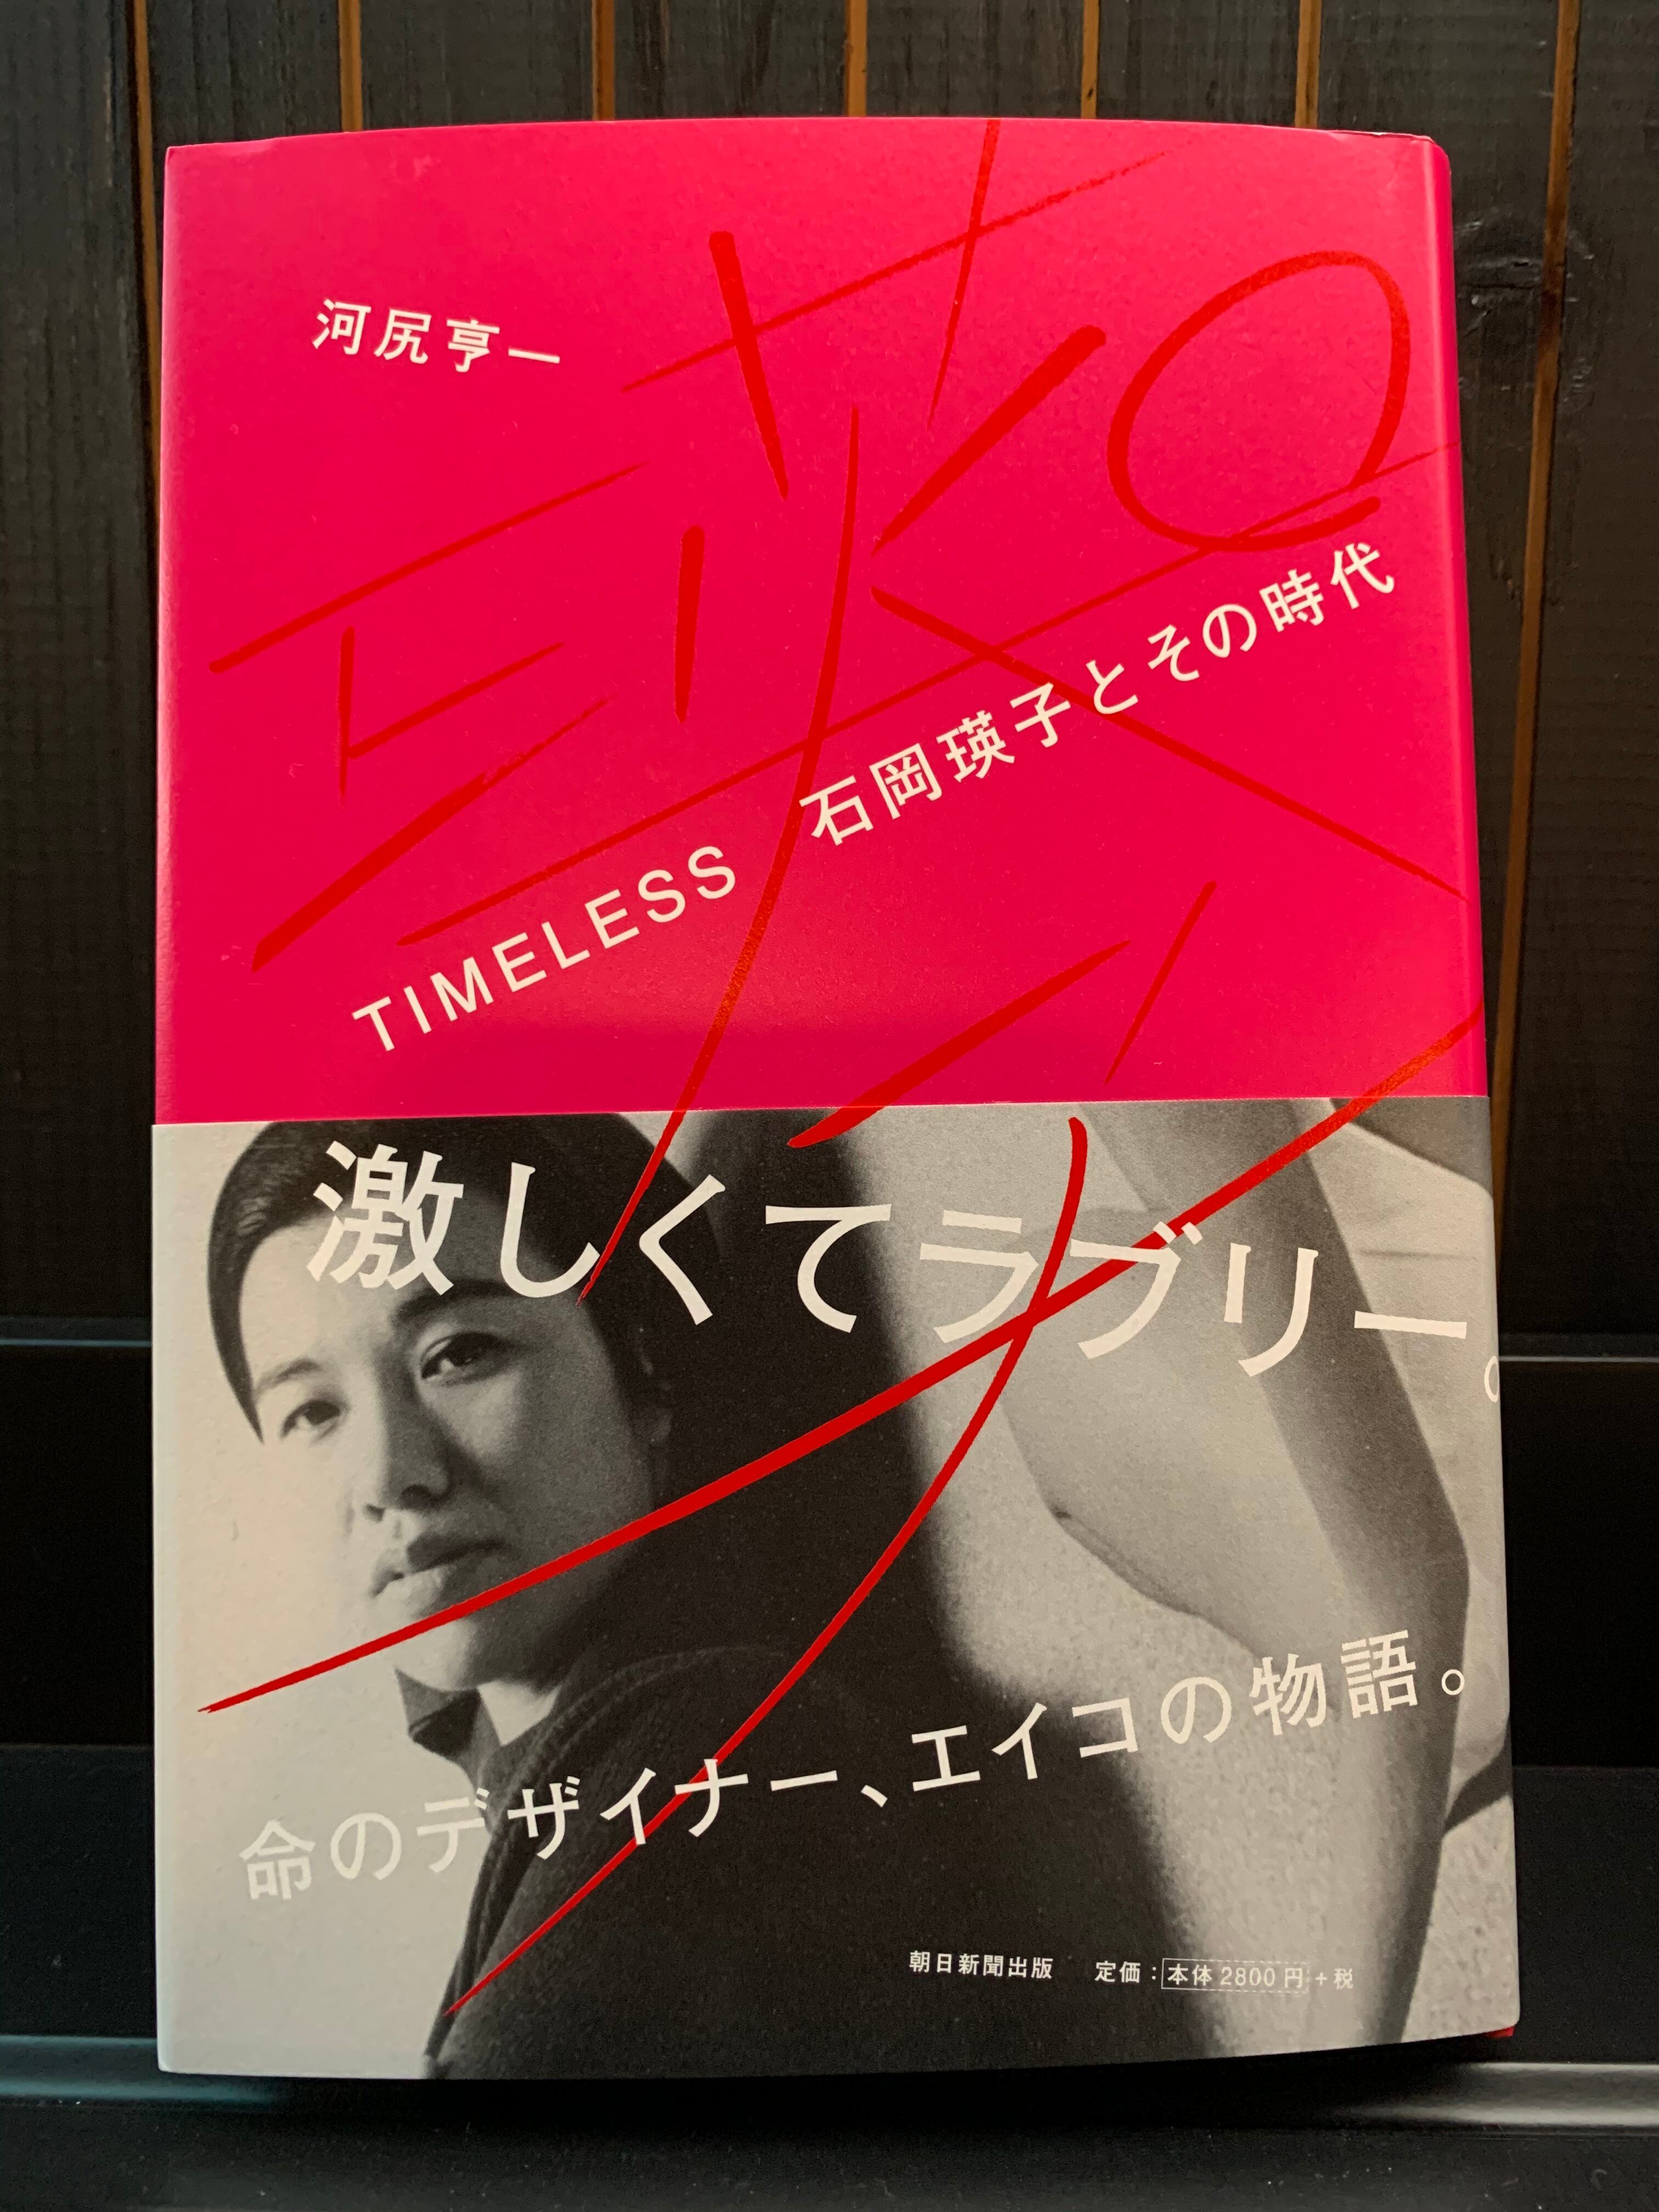 河尻亨一
TIMELESS 石岡瑛子とその時代
激しくてラブリー。
命のデザイナー、エイコの物語。
朝日新聞出版 定価：本体2800円+税